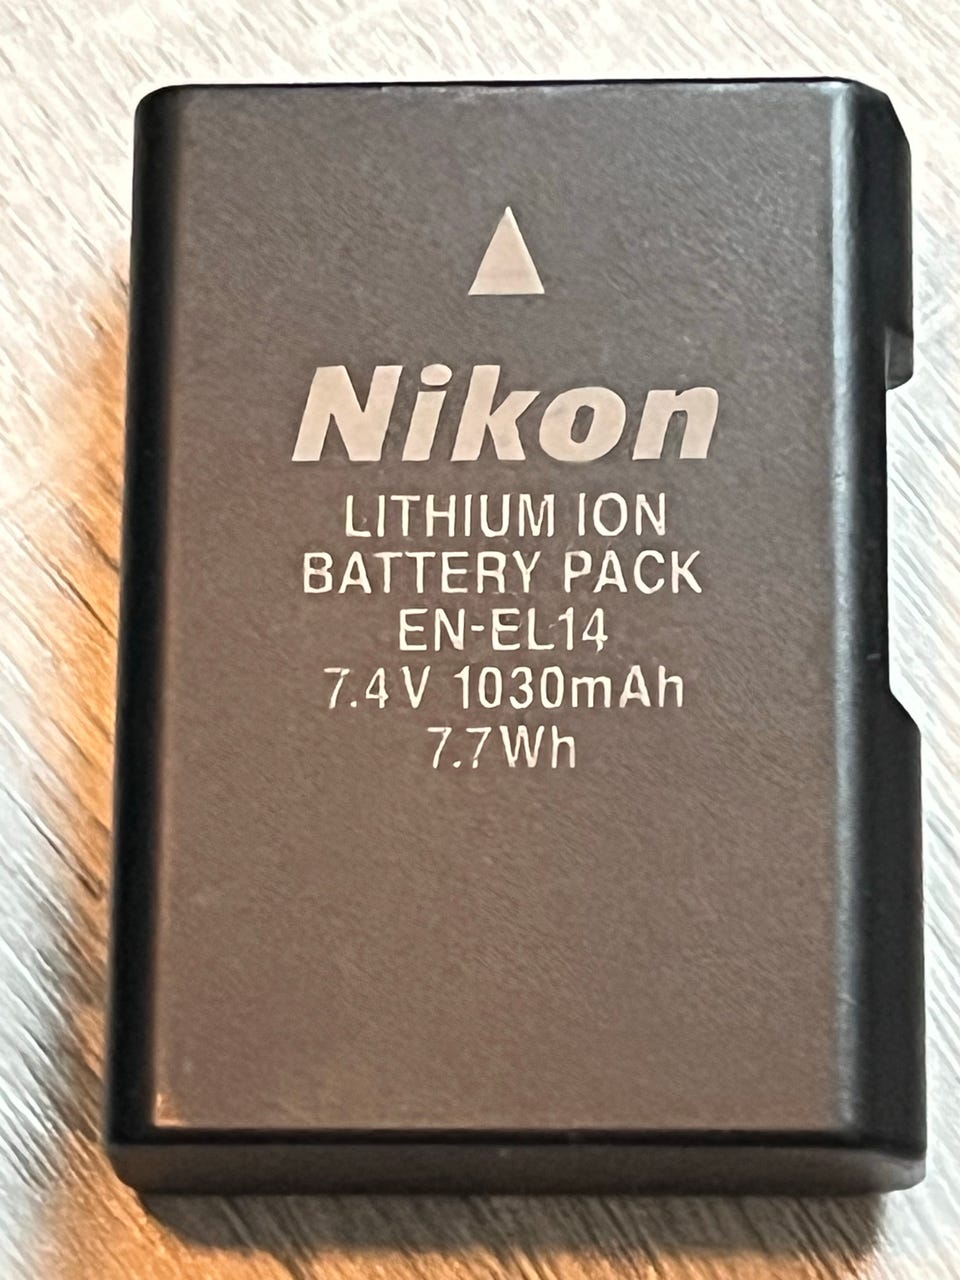 Nikon
LITHIUM ION
BATTERY PACK
EN-EL14
7.4V 1030mAh
7.7Wh